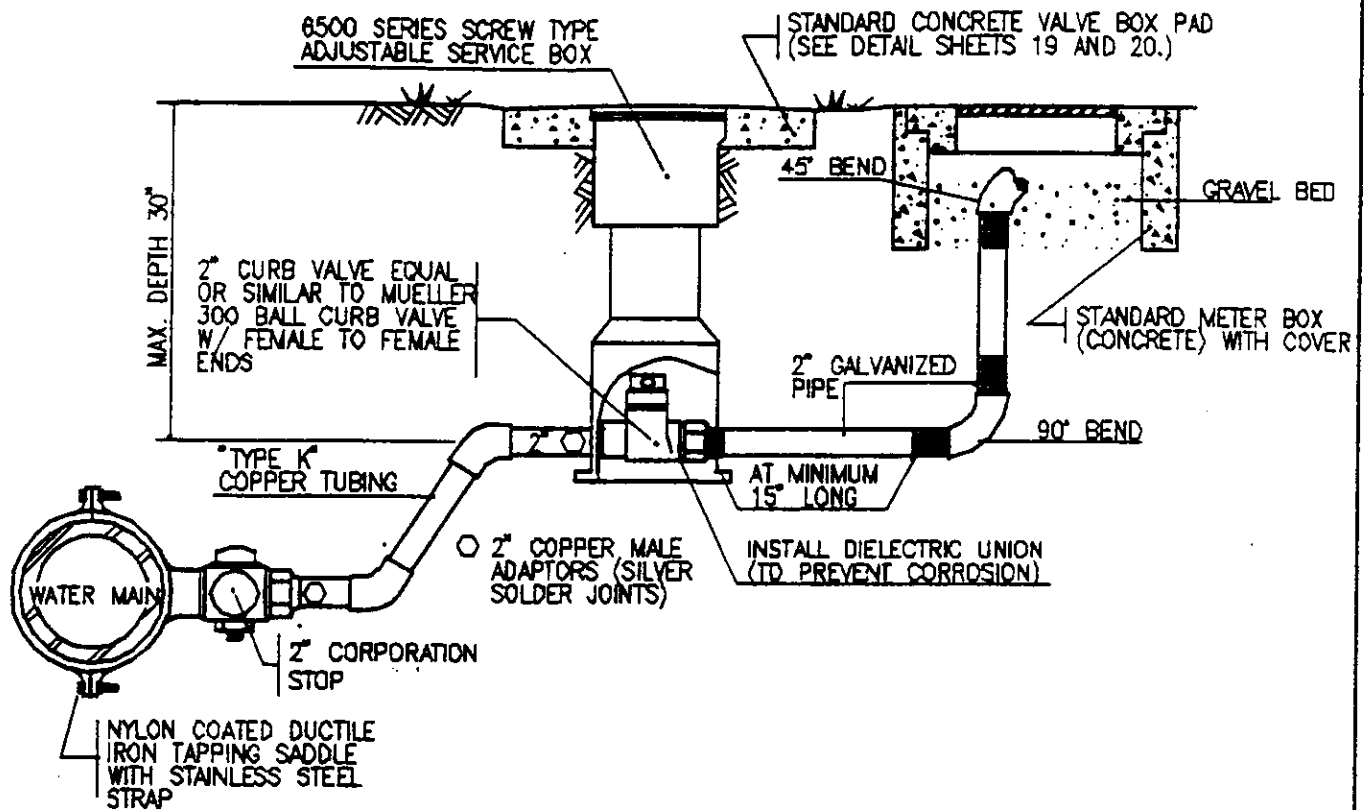 6500 SERIES SCREW TYPE
ADJUSTABLE SERVICE BOX
STANDARD CONCRETE VALVE BOX PAD
(SEE DETAIL SHEETS 19 AND 20.)
MAX. DEPTH 30"
45° BEND
GRAVEL BED
2" CURB VALVE EQUAL
OR SIMILAR TO MUELLER
300 BALL CURB VALVE
W/ FEMALE TO FEMALE
ENDS
STANDARD METER BOX
(CONCRETE) WITH COVER
2" GALVANIZED
PIPE
2"
90° BEND
"TYPE K"
COPPER TUBING
AT MINIMUM
15" LONG
2" COPPER MALE
ADAPTORS (SILVER
SOLDER JOINTS)
INSTALL DIELECTRIC UNION
(TO PREVENT CORROSION)
WATER MAIN
2" CORPORATION
STOP
NYLON COATED DUCTILE
IRON TAPPING SADDLE
WITH STAINLESS STEEL
STRAP